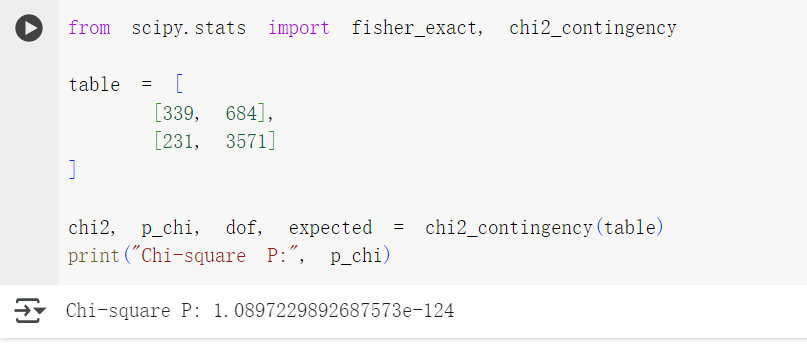 from scipy.stats import fisher_exact, chi2_contingency
table = [
[339, 684],
[231, 3571]
]
chi2, p_chi, dof, expected = chi2_contingency(table)
print("Chi-square P:", p_chi)
Chi-square P: 1.0897229892687573e-124